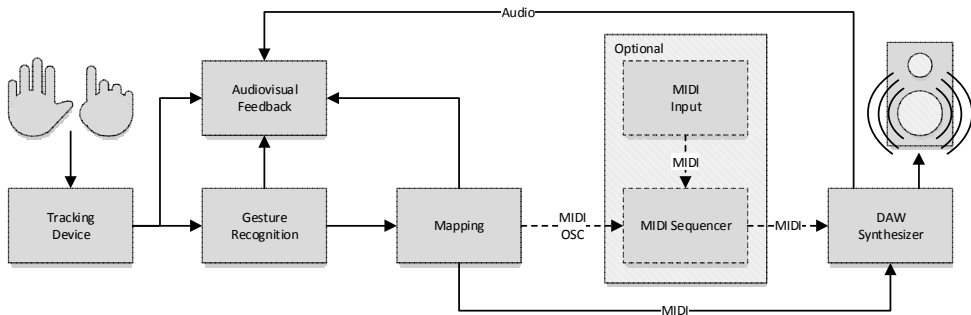 Audio
Optional
Audiovisual
Feedback
MIDI
Input
MIDI
Tracking
Device
Gesture
Recognition
Mapping
MIDI
OSC
MIDI Sequencer
MIDI
DAW
Synthesizer
MIDI